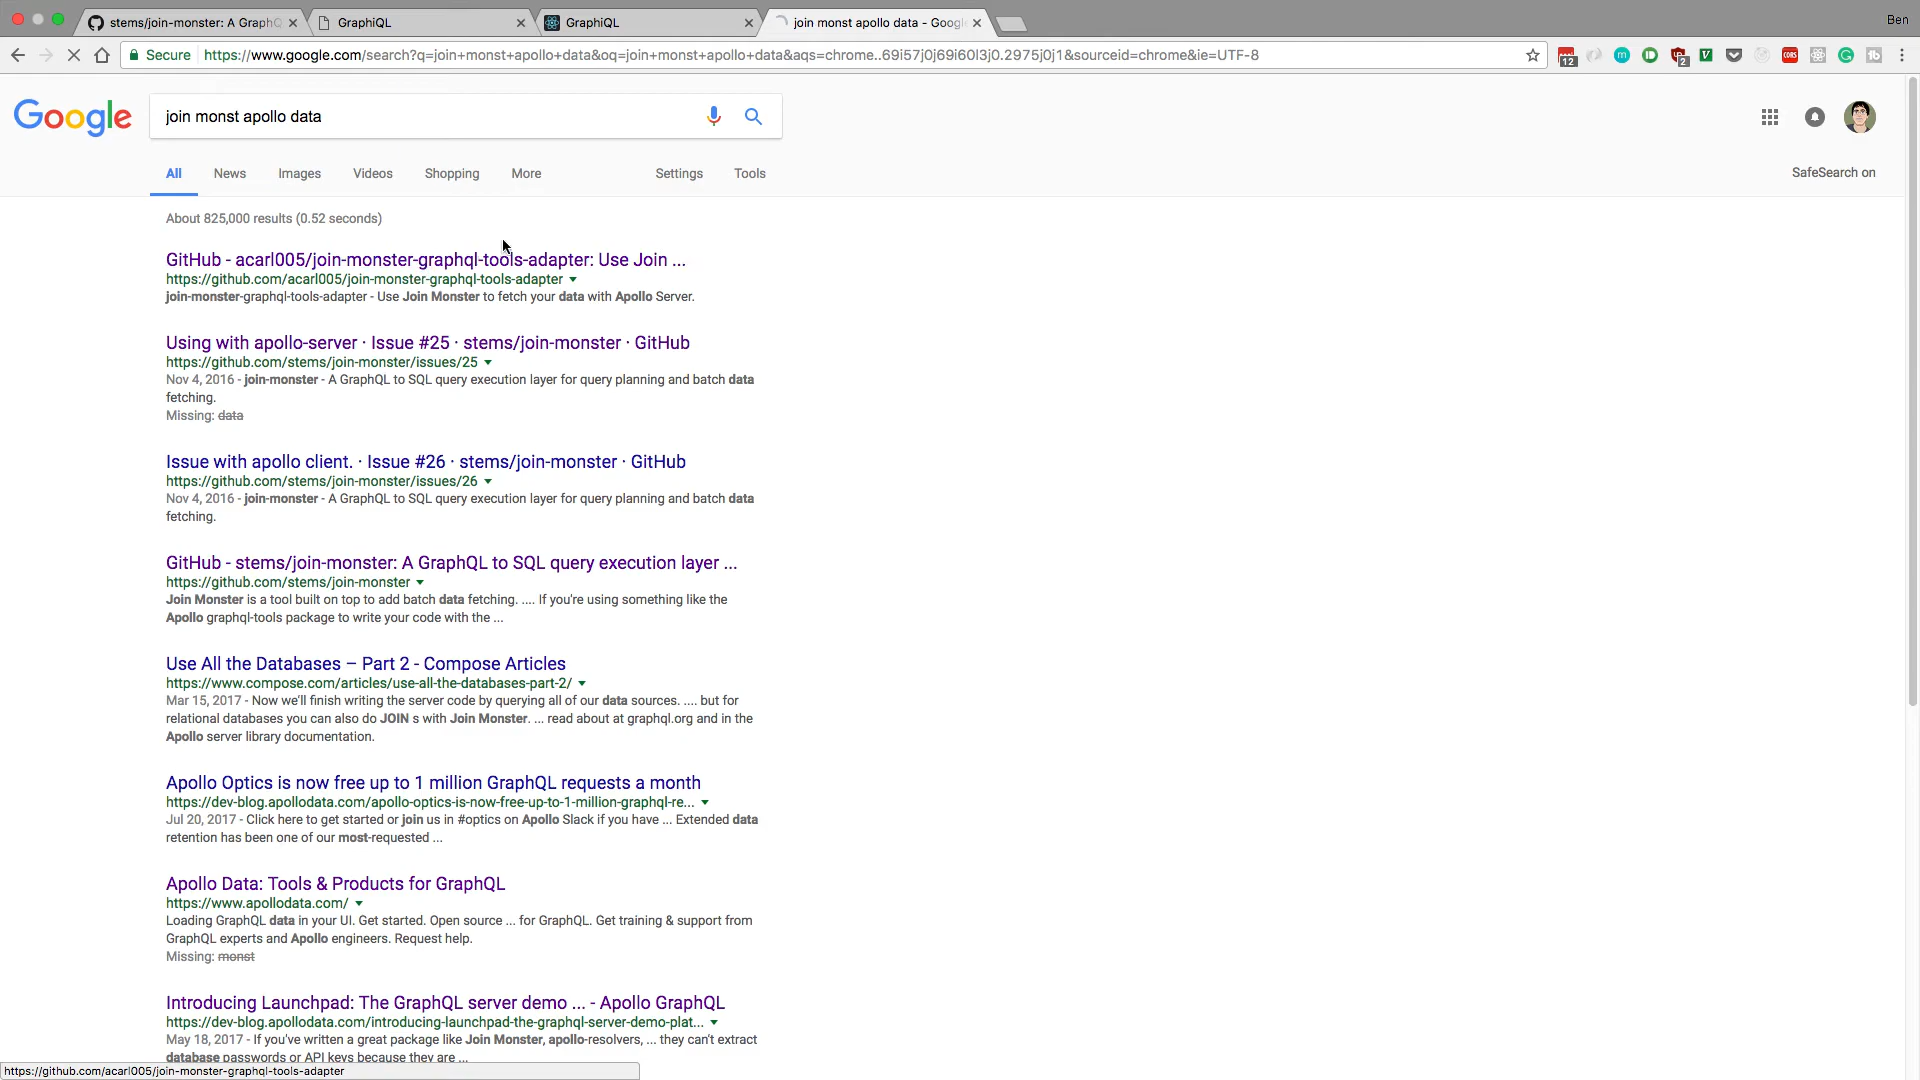 stems/join-monster: A GraphQ
GraphiQL
GraphiQL
join monst apollo data - Googl
Ben
Secure https://www.google.com/search?q=join+monst+apollo+data&oq=join+monst+apollo+data&aqs=chrome..69i57j0j69i60l3j0.2975j0j1&sourceid=chrome&ie=UTF-8
12
2
CORS
Google
join monst apollo data
All News Images Videos Shopping More Settings Tools
SafeSearch on
About 825,000 results (0.52 seconds)
GitHub - acarl005/join-monster-graphql-tools-adapter: Use Join ...
https://github.com/acarl005/join-monster-graphql-tools-adapter
join-monster-graphql-tools-adapter - Use Join Monster to fetch your data with Apollo Server.
Using with apollo-server · Issue #25 · stems/join-monster · GitHub
https://github.com/stems/join-monster/issues/25
Nov 4, 2016 - join-monster - A GraphQL to SQL query execution layer for query planning and batch data
fetching.
Missing: data
Issue with apollo client. · Issue #26 · stems/join-monster · GitHub
https://github.com/stems/join-monster/issues/26
Nov 4, 2016 - join-monster - A GraphQL to SQL query execution layer for query planning and batch data
fetching.
GitHub - stems/join-monster: A GraphQL to SQL query execution layer ...
https://github.com/stems/join-monster
Join Monster is a tool built on top to add batch data fetching. .... If you're using something like the
Apollo graphql-tools package to write your code with the ...
Use All the Databases – Part 2 - Compose Articles
https://www.compose.com/articles/use-all-the-databases-part-2/
Mar 15, 2017 - Now we'll finish writing the server code by querying all of our data sources. .... but for
relational databases you can also do JOIN s with Join Monster. ... read about at graphql.org and in the
Apollo server library documentation.
Apollo Optics is now free up to 1 million GraphQL requests a month
https://dev-blog.apollodata.com/apollo-optics-is-now-free-up-to-1-million-graphql-re...
Jul 20, 2017 - Click here to get started or join us in #optics on Apollo Slack if you have ... Extended data
retention has been one of our most-requested ...
Apollo Data: Tools & Products for GraphQL
https://www.apollodata.com/
Loading GraphQL data in your UI. Get started. Open source ... for GraphQL. Get training & support from
GraphQL experts and Apollo engineers. Request help.
Missing: monst
Introducing Launchpad: The GraphQL server demo ... - Apollo GraphQL
https://dev-blog.apollodata.com/introducing-launchpad-the-graphql-server-demo-plat...
May 18, 2017 - If you've written a great package like Join Monster, apollo-resolvers, ... they can't extract
database passwords or API keys because they are ...
https://github.com/acarl005/join-monster-graphql-tools-adapter